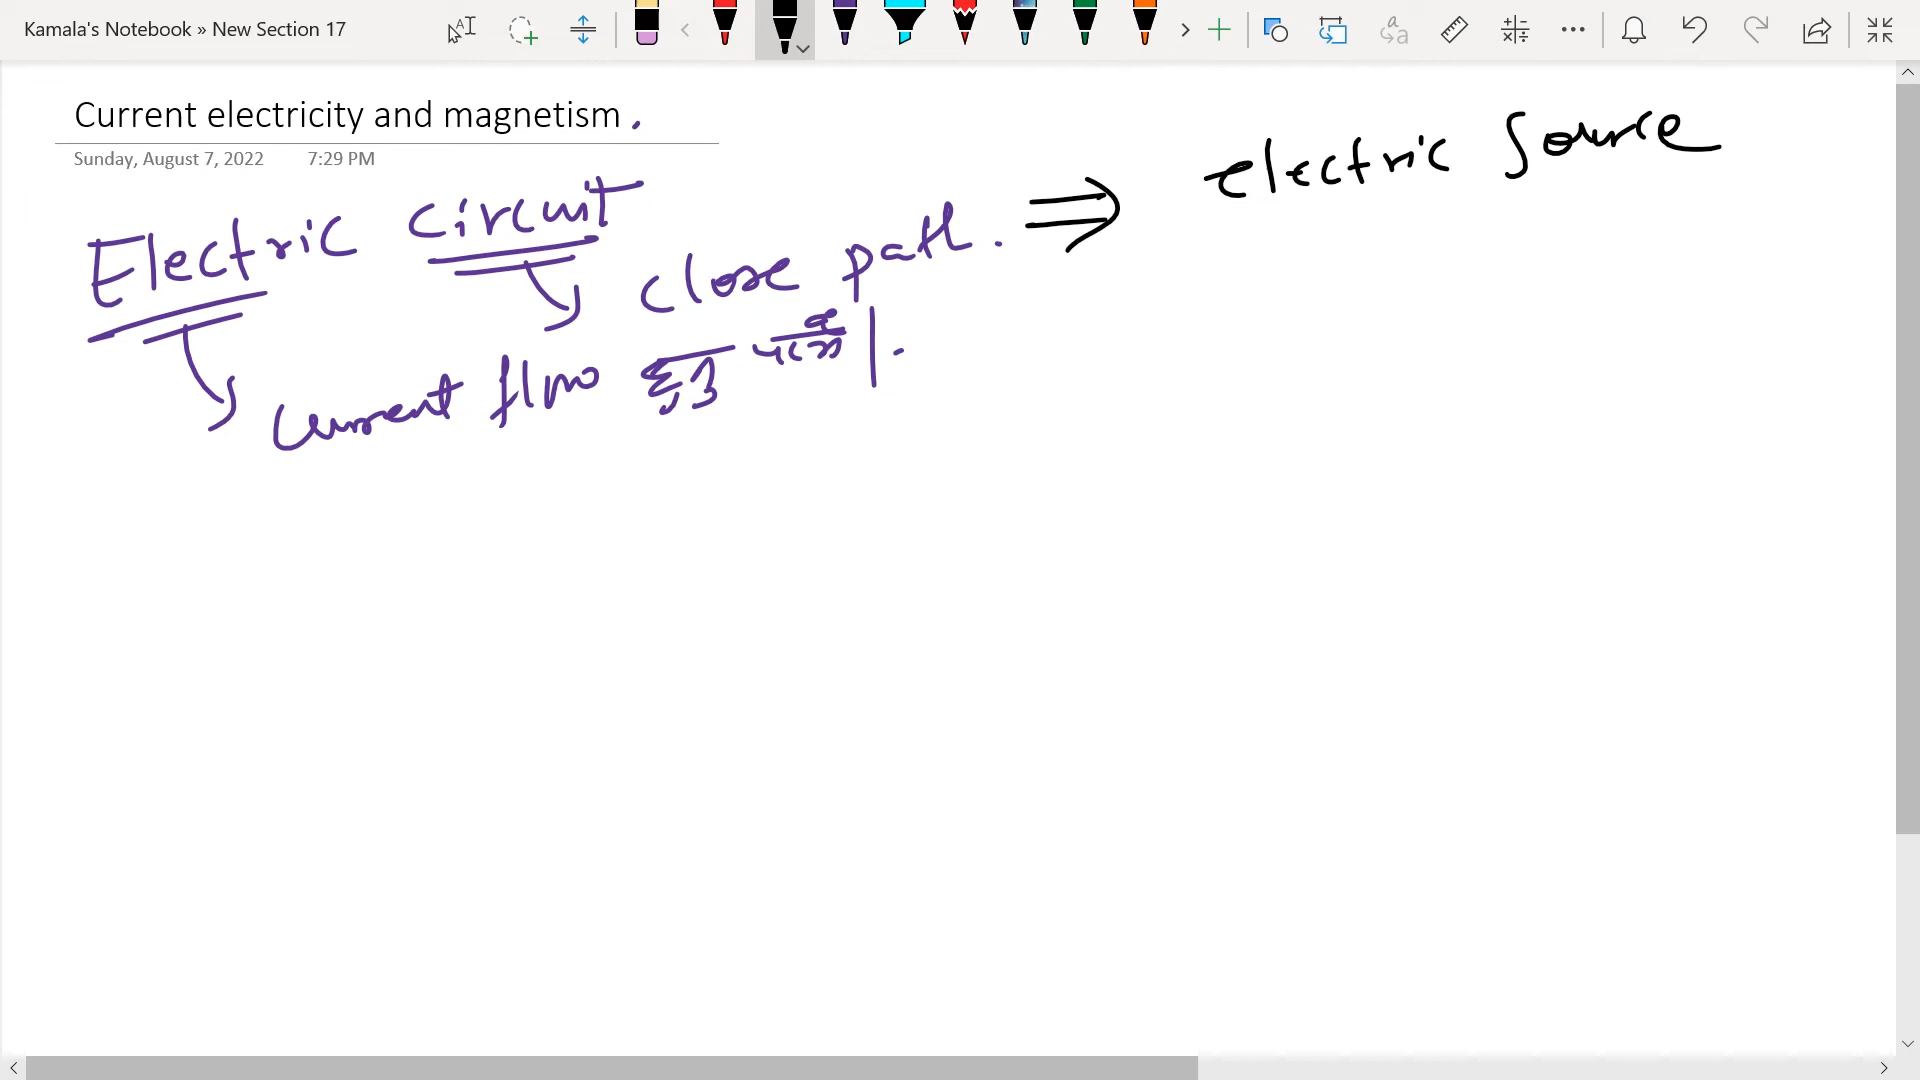 Kamala's Notebook » New Section 17
Current electricity and magnetism .
Sunday, August 7, 2022 7:29 PM
Electric circuit
close path .
current flow
⇒ electric source